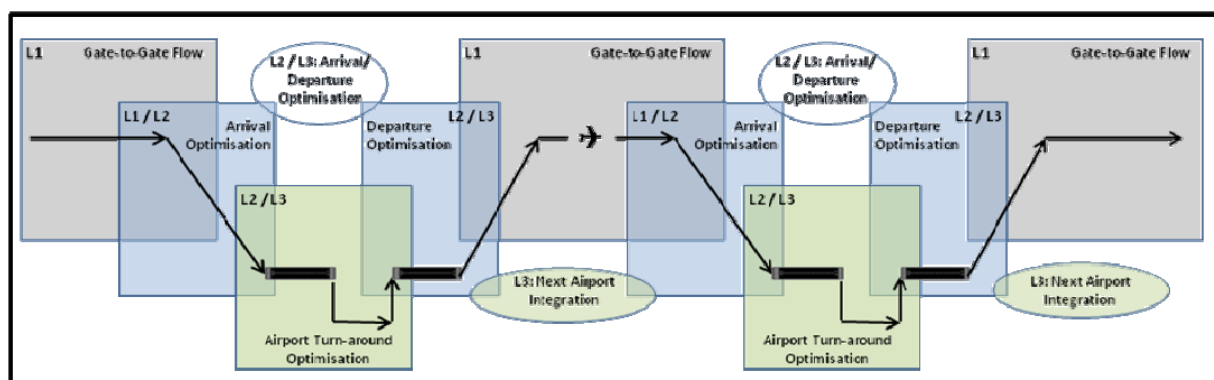 L1
Gate-to-Gate Flow
L2 / L3: Arrival/
Departure
Optimisation
L1 / L2
Arrival
Optimisation
Departure
Optimisation
L2 / L3
L2 / L3
Airport Turn-around
Optimisation
L1
Gate-to-Gate Flow
L3: Next Airport
Integration
L2 / L3: Arrival/
Departure
Optimisation
L1 / L2
Arrival
Optimisation
Departure
Optimisation
L2 / L3
L2 / L3
Airport Turn-around
Optimisation
L1
Gate-to-Gate Flow
L3: Next Airport
Integration